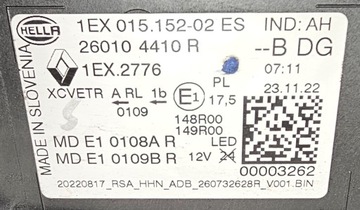 HELLA
1EX 015.152-02 ES IND: AH
26010 4410 R --B DG
1EX.2776 07:11
PL 23.11.22
XCVETR A RL 1b E1 17,5
0109
148R00
149R00
MD E1 0108A R LED
MD E1 0109B R 12V 24
00003262
20220817_RSA_HHN_ADB_260732628R_V001.BIN
MADE IN SLOVENIA